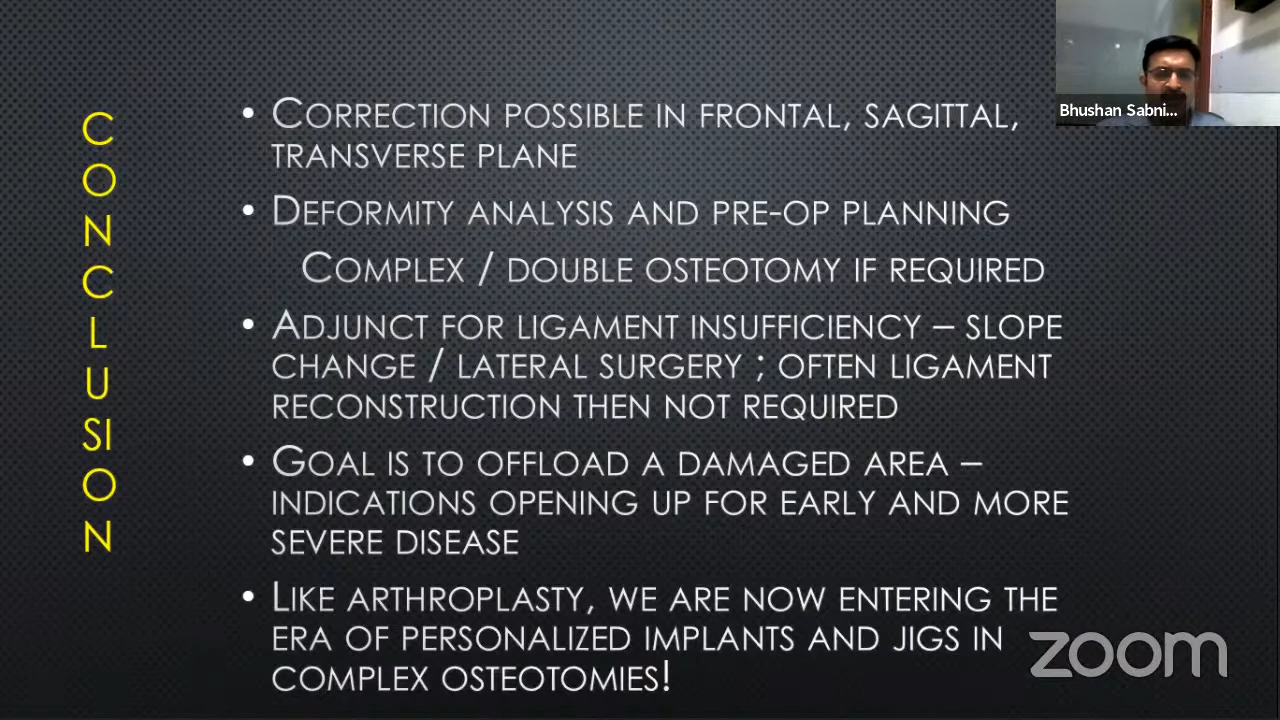 CONCLUSION
• CORRECTION POSSIBLE IN FRONTAL, SAGITTAL,
TRANSVERSE PLANE
• DEFORMITY ANALYSIS AND PRE-OP PLANNING
COMPLEX / DOUBLE OSTEOTOMY IF REQUIRED
• ADJUNCT FOR LIGAMENT INSUFFICIENCY – SLOPE
CHANGE / LATERAL SURGERY ; OFTEN LIGAMENT
RECONSTRUCTION THEN NOT REQUIRED
• GOAL IS TO OFFLOAD A DAMAGED AREA –
INDICATIONS OPENING UP FOR EARLY AND MORE
SEVERE DISEASE
• LIKE ARTHROPLASTY, WE ARE NOW ENTERING THE
ERA OF PERSONALIZED IMPLANTS AND JIGS IN
COMPLEX OSTEOTOMIES!
Bhushan Sabni...
zoom